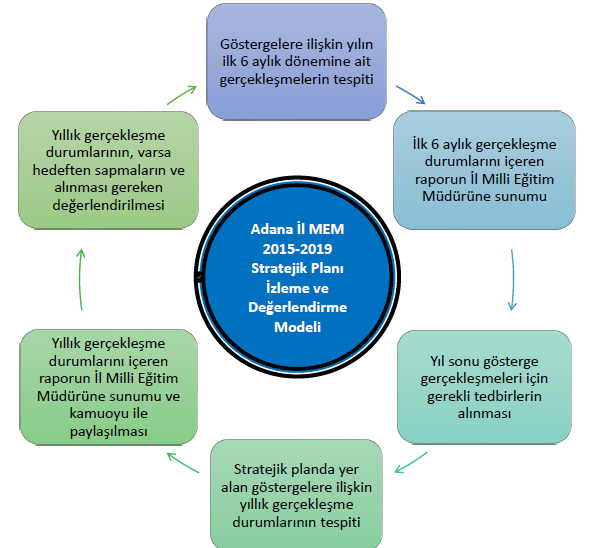 Göstergelere ilişkin yılın
ilk 6 aylık dönemine ait
gerçekleşmelerin tespiti
İlk 6 aylık gerçekleşme
durumlarını içeren
raporun İl Milli Eğitim
Müdürüne sunumu
Yıl sonu gösterge
gerçekleşmeleri için
gerekli tedbirlerin
alınması
Stratejik planda yer
alan göstergelere ilişkin
yıllık gerçekleşme
durumlarının tespiti
Yıllık gerçekleşme
durumlarını içeren
raporun İl Milli Eğitim
Müdürüne sunumu ve
kamuoyu ile
paylaşılması
Yıllık gerçekleşme
durumlarının, varsa
hedeften sapmaların ve
alınması gereken
değerlendirilmesi
Adana İl MEM
2015-2019
Stratejik Planı
İzleme ve
Değerlendirme
Modeli